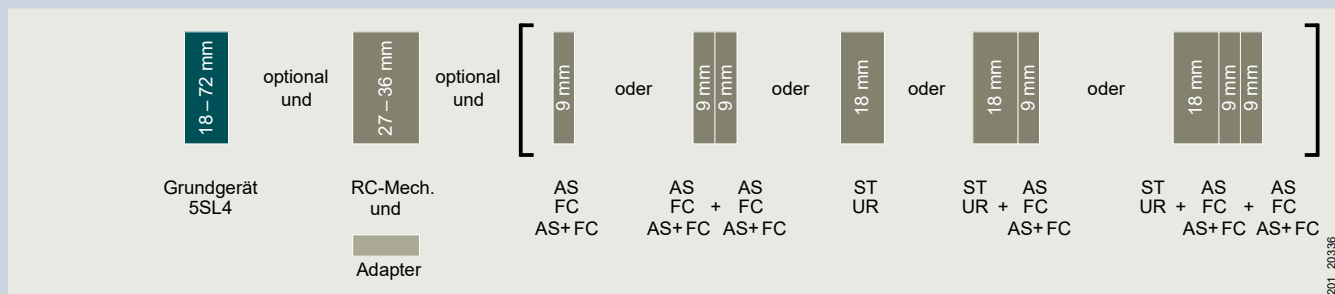 18 – 72 mm
optional
und
27 – 36 mm
optional
und
9 mm
oder
9 mm
9 mm
oder
18 mm
oder
18 mm
9 mm
oder
18 mm
9 mm
9 mm
Grundgerät
5SL4
RC-Mech.
und
Adapter
AS
FC
AS+FC
AS AS
FC + FC
AS+FC AS+FC
ST
UR
ST AS
UR + FC
AS+FC
ST AS AS
UR + FC + FC
AS+FC AS+FC
201_20336